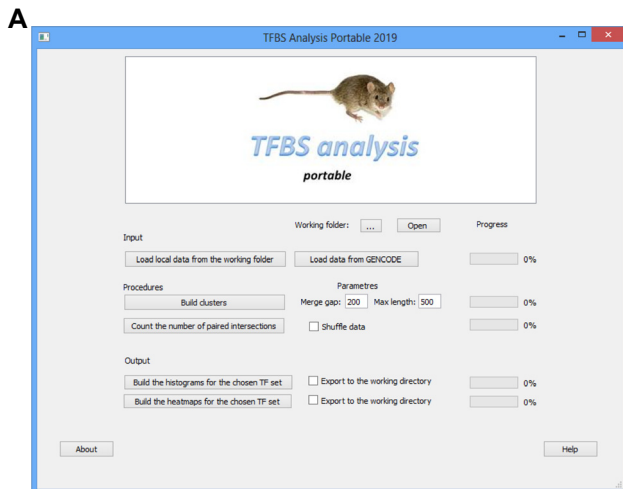 A
TFBS Analysis Portable 2019
TFBS analysis
portable
Working folder: ... Open Progress
Input
Load local data from the working folder Load data from GENCODE 0%
Procedures Parametres
Build clusters Merge gap: 200 Max length: 500 0%
Count the number of paired intersections Shuffle data 0%
Output
Build the histograms for the chosen TF set Export to the working directory 0%
Build the heatmaps for the chosen TF set Export to the working directory 0%
About Help